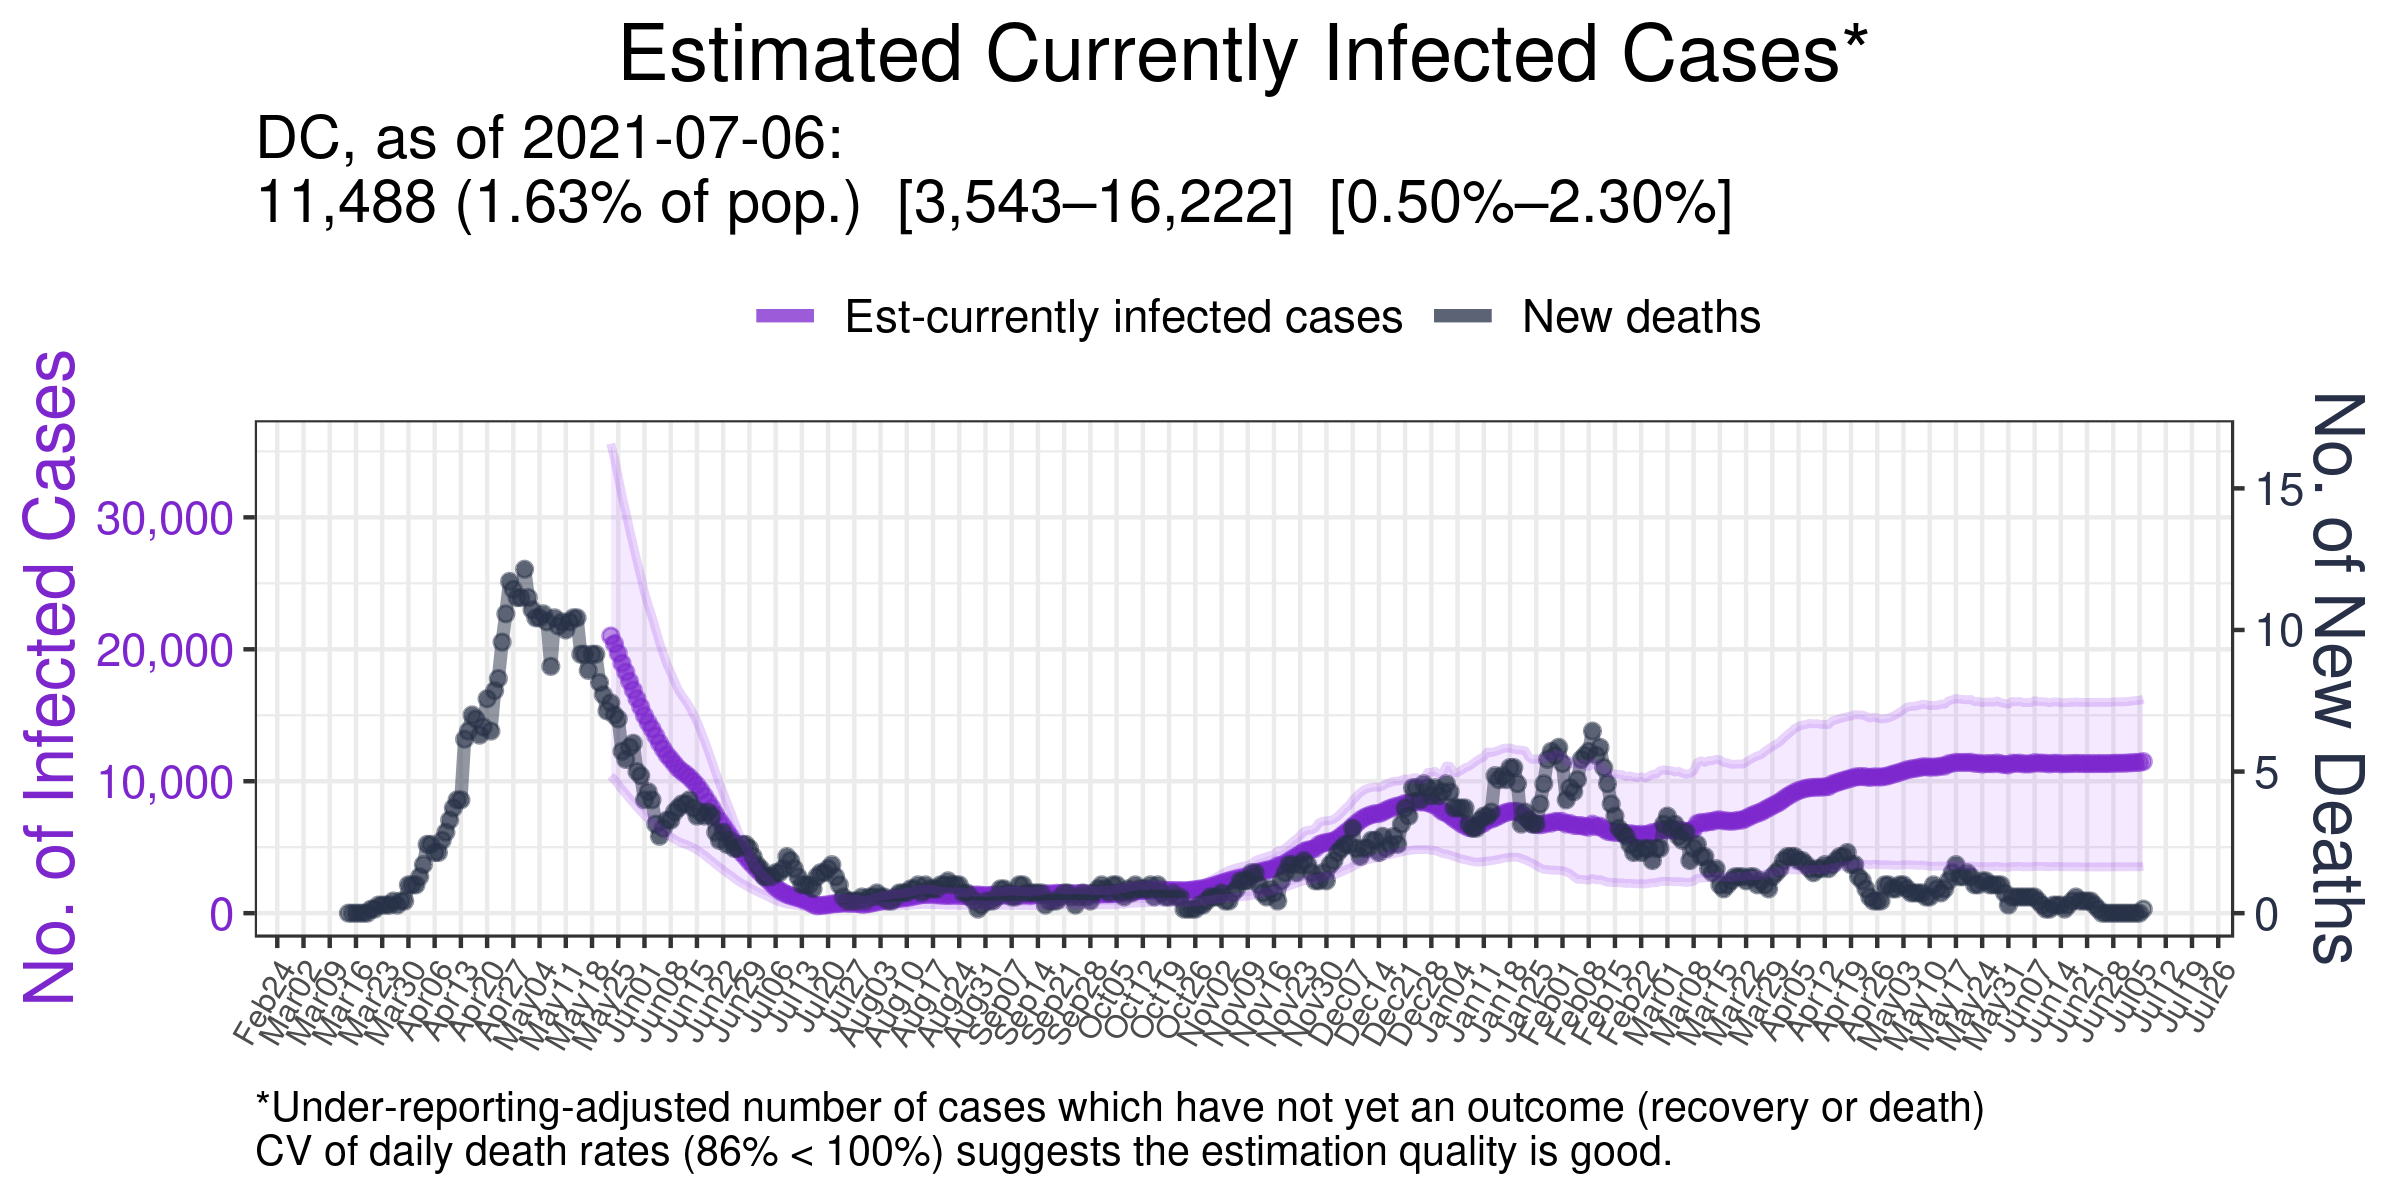 Estimated Currently Infected Cases*
DC, as of 2021-07-06:
11,488 (1.63% of pop.) [3,543–16,222] [0.50%–2.30%]
Est-currently infected cases New deaths
No. of Infected Cases
30,000
20,000
10,000
0
15
10
5
0
No. of New Deaths
Feb24
Mar02
Mar09
Mar16
Mar23
Mar30
Apr06
Apr13
Apr20
Apr27
May04
May11
May18
May25
Jun01
Jun08
Jun15
Jun22
Jun29
Jul06
Jul13
Jul20
Jul27
Aug03
Aug10
Aug17
Aug24
Aug31
Sep07
Sep14
Sep21
Sep28
Oct05
Oct12
Oct19
Oct26
Nov02
Nov09
Nov16
Nov23
Nov30
Dec07
Dec14
Dec21
Dec28
Jan04
Jan11
Jan18
Jan25
Feb01
Feb08
Feb15
Feb22
Mar01
Mar08
Mar15
Mar22
Mar29
Apr05
Apr12
Apr19
Apr26
May03
May10
May17
May24
May31
Jun07
Jun14
Jun21
Jun28
Jul05
Jul12
Jul19
Jul26
*Under-reporting-adjusted number of cases which have not yet an outcome (recovery or death)
CV of daily death rates (86% < 100%) suggests the estimation quality is good.